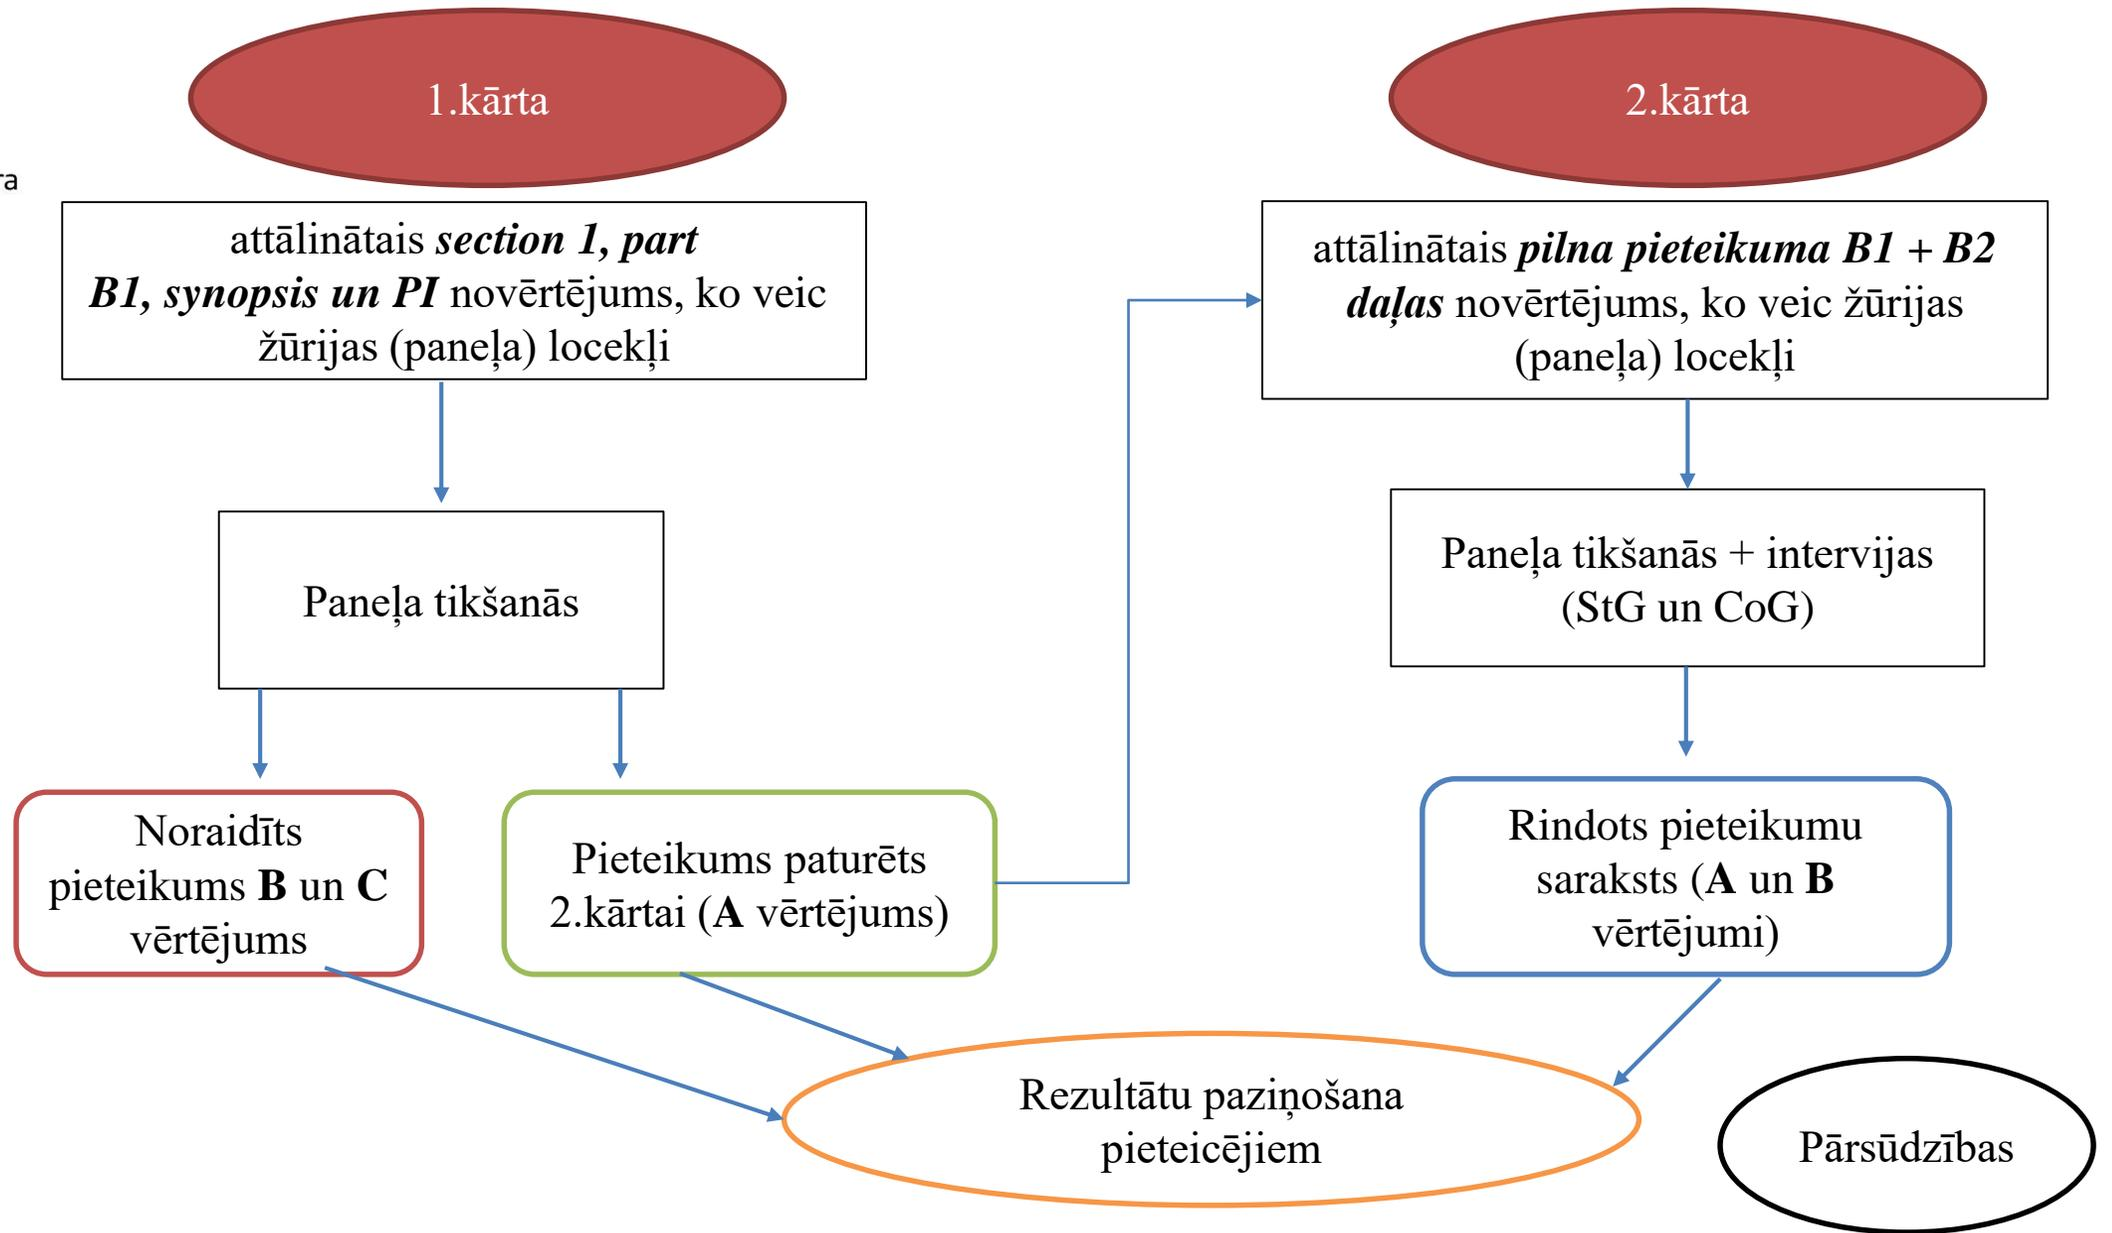 1.kārta
2.kārta
ra
attālinātais section 1, part
B1, synopsis un PI novērtējums, ko veic
žūrijas (paneļa) locekļi
attālinātais pilna pieteikuma B1 + B2
daļas novērtējums, ko veic žūrijas
(paneļa) locekļi
Paneļa tikšanās
Paneļa tikšanās + intervijas
(StG un CoG)
Noraidīts
pieteikums B un C
vērtējums
Pieteikums paturēts
2.kārtai (A vērtējums)
Rindots pieteikumu
saraksts (A un B
vērtējumi)
Rezultātu paziņošana
pieteicējiem
Pārsūdzības